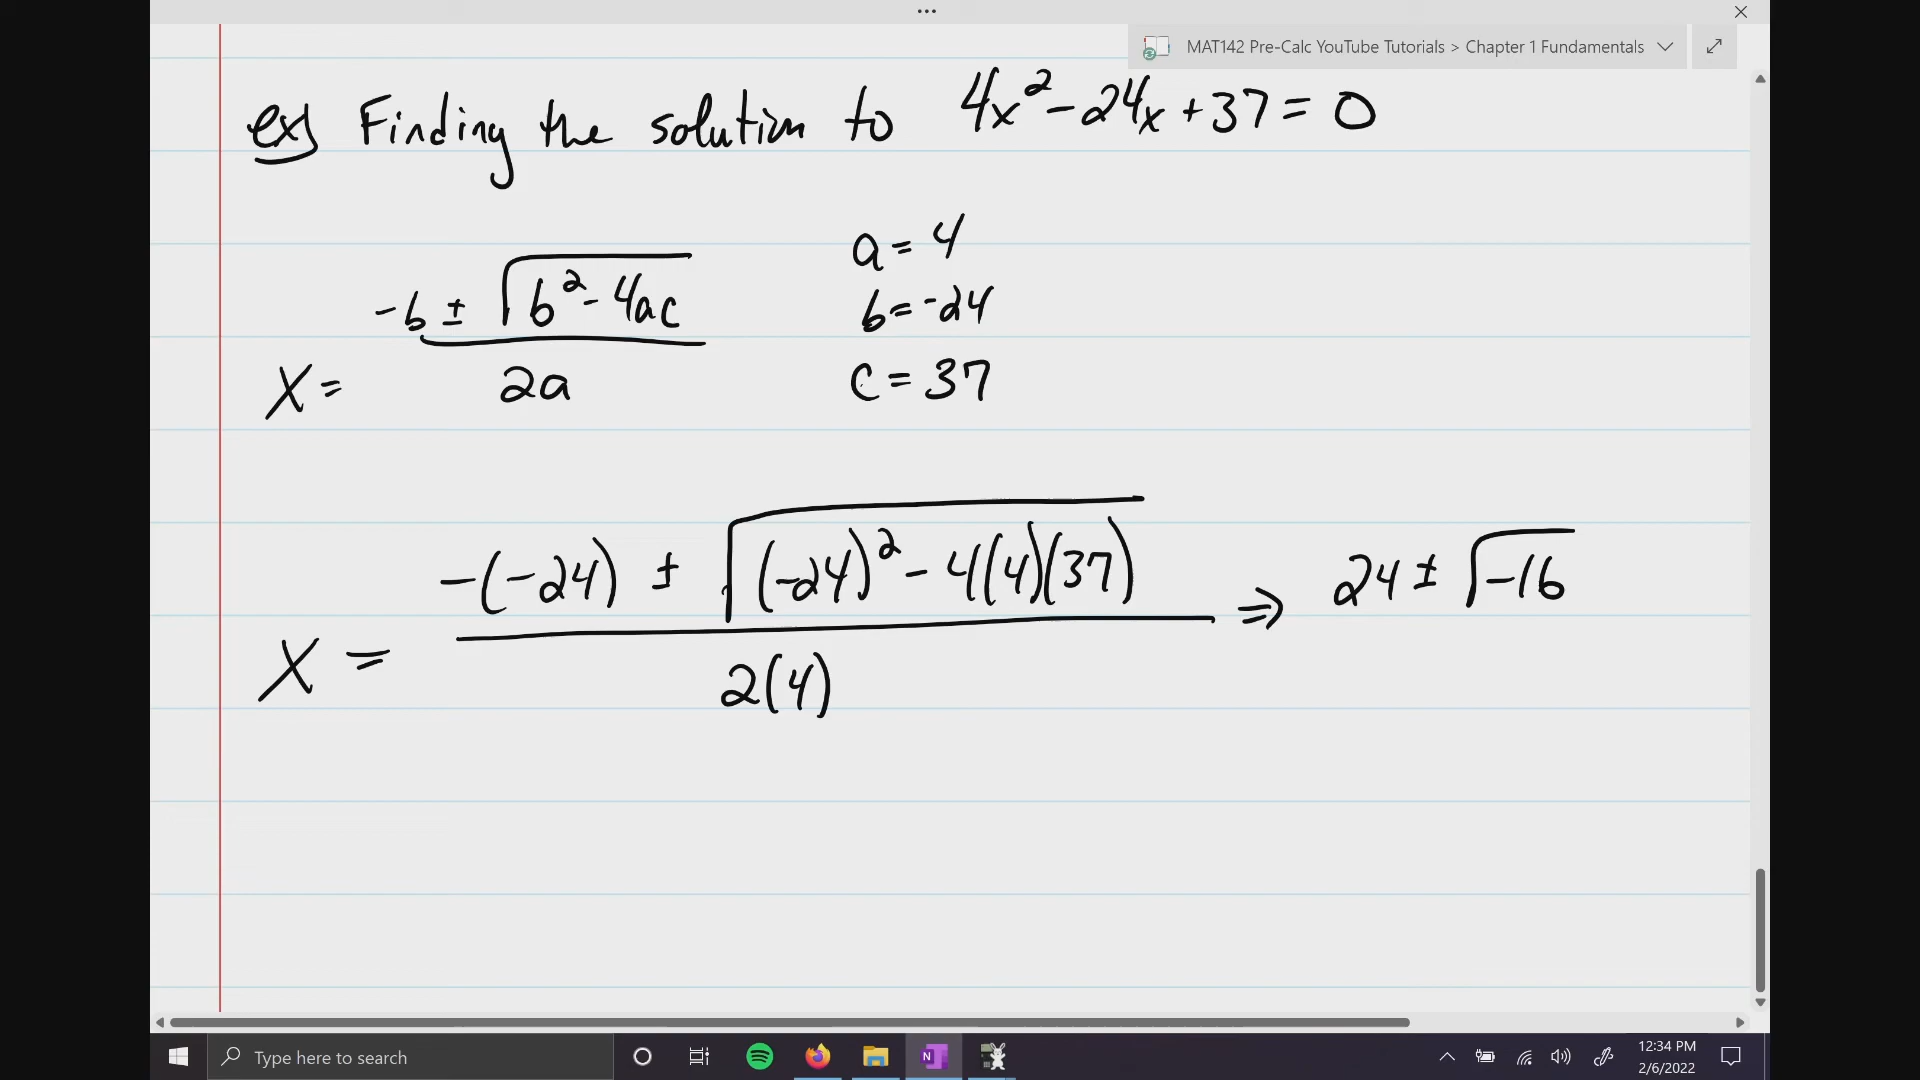 MAT142 Pre-Calc YouTube Tutorials > Chapter 1 Fundamentals
ex) Finding the solution to 4x² - 24x + 37 = 0
x = (-b ± √(b² - 4ac)) / 2a
a = 4
b = -24
c = 37
x = (-(-24) ± √((-24)² - 4(4)(37))) / 2(4) ⇒ 24 ± √-16
Type here to search
12:34 PM
2/6/2022